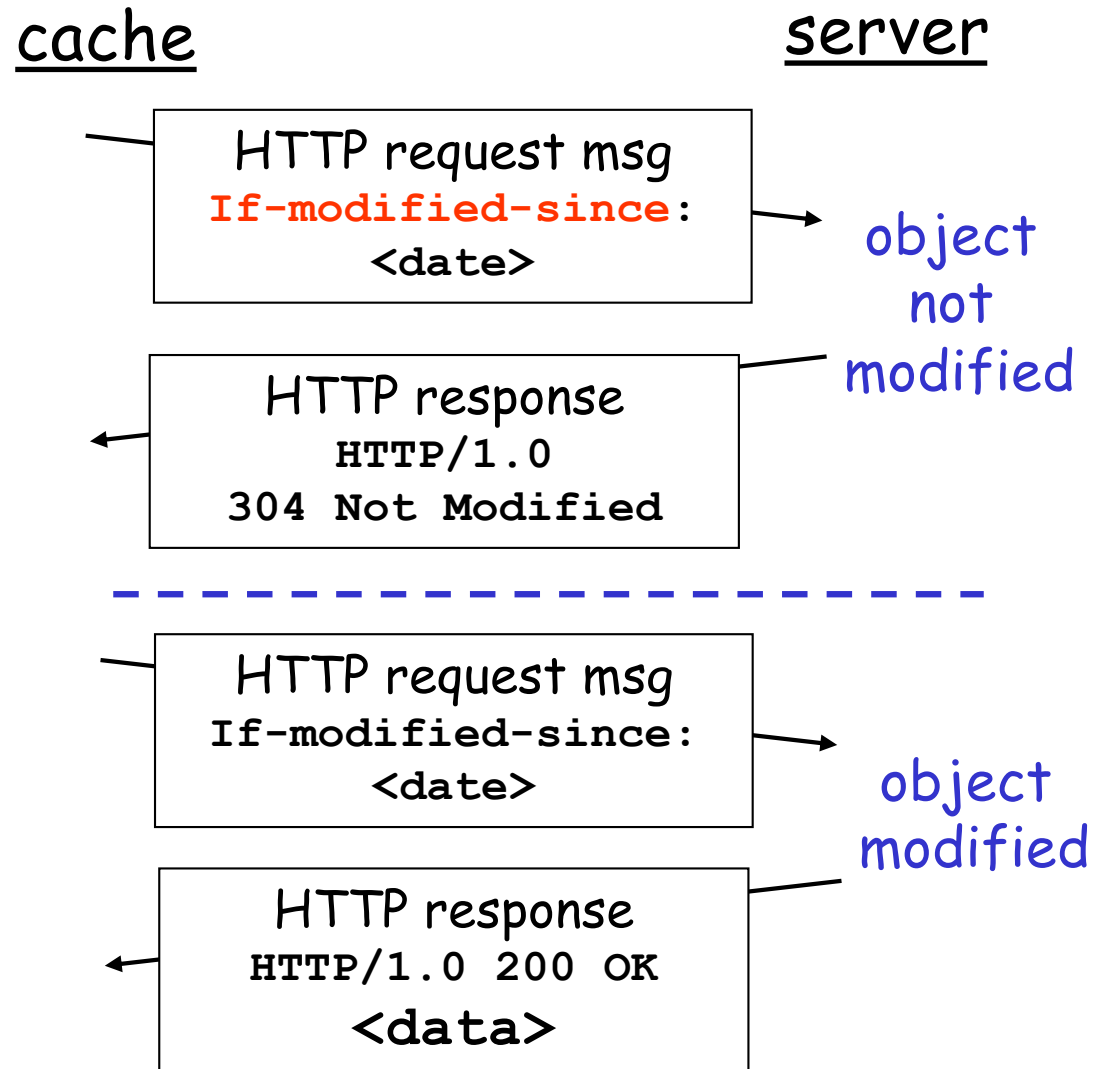 cache
server
HTTP request msg
If-modified-since:
<date>
object
not
modified
HTTP response
HTTP/1.0
304 Not Modified
HTTP request msg
If-modified-since:
<date>
object
modified
HTTP response
HTTP/1.0 200 OK
<data>